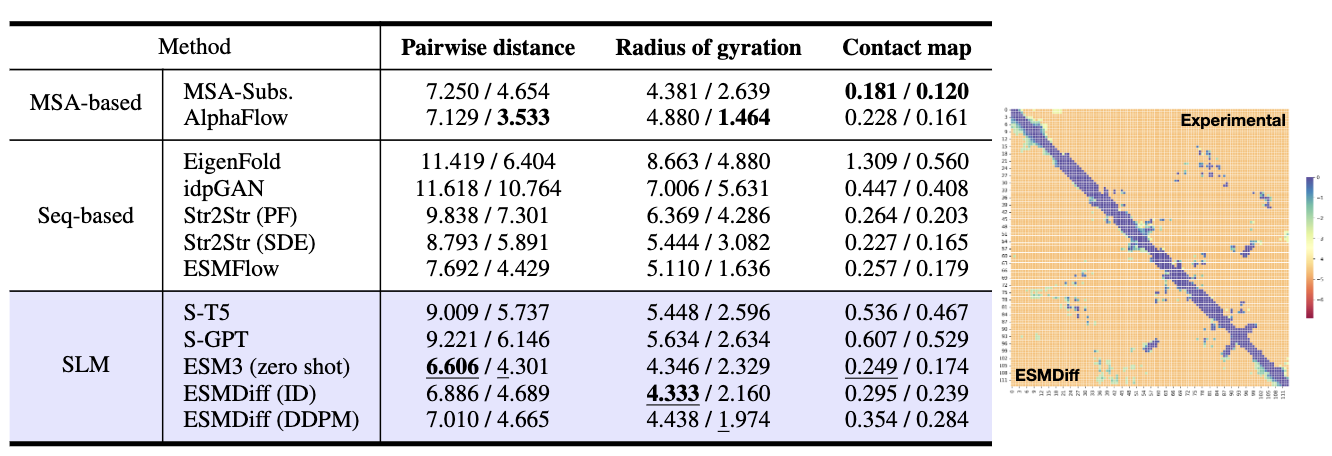 Method Pairwise distance Radius of gyration Contact map
MSA-based
MSA-Subs. 7.250 / 4.654 4.381 / 2.639 0.181 / 0.120
AlphaFlow 7.129 / 3.533 4.880 / 1.464 0.228 / 0.161
Seq-based
EigenFold 11.419 / 6.404 8.663 / 4.880 1.309 / 0.560
idpGAN 11.618 / 10.764 7.006 / 5.631 0.447 / 0.408
Str2Str (PF) 9.838 / 7.301 6.369 / 4.286 0.264 / 0.203
Str2Str (SDE) 8.793 / 5.891 5.444 / 3.082 0.227 / 0.165
ESMFlow 7.692 / 4.429 5.110 / 1.636 0.257 / 0.179
SLM
S-T5 9.009 / 5.737 5.448 / 2.596 0.536 / 0.467
S-GPT 9.221 / 6.146 5.634 / 2.634 0.607 / 0.529
ESM3 (zero shot) 6.606 / 4.301 4.346 / 2.329 0.249 / 0.174
ESMDiff (ID) 6.886 / 4.689 4.333 / 2.160 0.295 / 0.239
ESMDiff (DDPM) 7.010 / 4.665 4.438 / 1.974 0.354 / 0.284
Experimental
ESMDiff